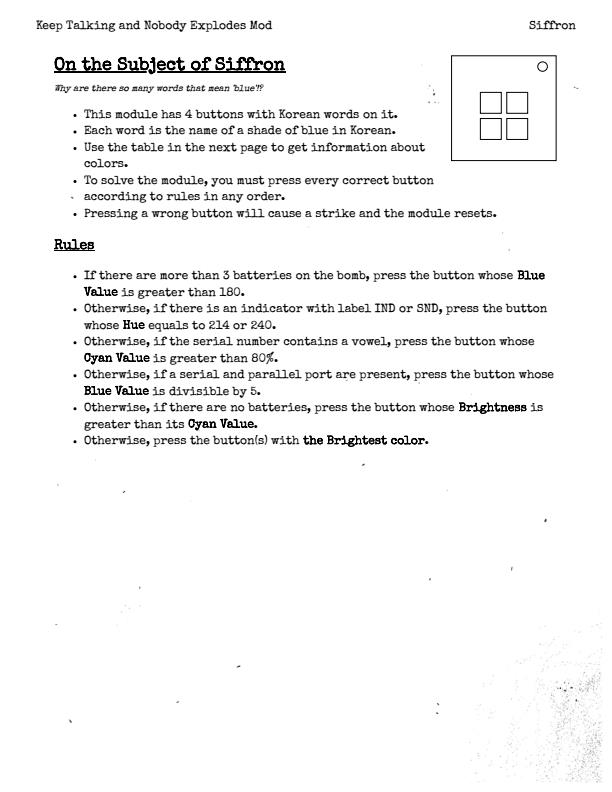 Keep Talking and Nobody Explodes Mod
Siffron
On the Subject of Siffron
Why are there so many words that mean 'blue'!?
• This module has 4 buttons with Korean words on it.
• Each word is the name of a shade of blue in Korean.
• Use the table in the next page to get information about
colors.
• To solve the module, you must press every correct button
according to rules in any order.
• Pressing a wrong button will cause a strike and the module resets.
Rules
• If there are more than 3 batteries on the bomb, press the button whose Blue
Value is greater than 180.
• Otherwise, if there is an indicator with label IND or SND, press the button
whose Hue equals to 214 or 240.
• Otherwise, if the serial number contains a vowel, press the button whose
Cyan Value is greater than 80%.
• Otherwise, if a serial and parallel port are present, press the button whose
Blue Value is divisible by 5.
• Otherwise, if there are no batteries, press the button whose Brightness is
greater than its Cyan Value.
• Otherwise, press the button(s) with the Brightest color.